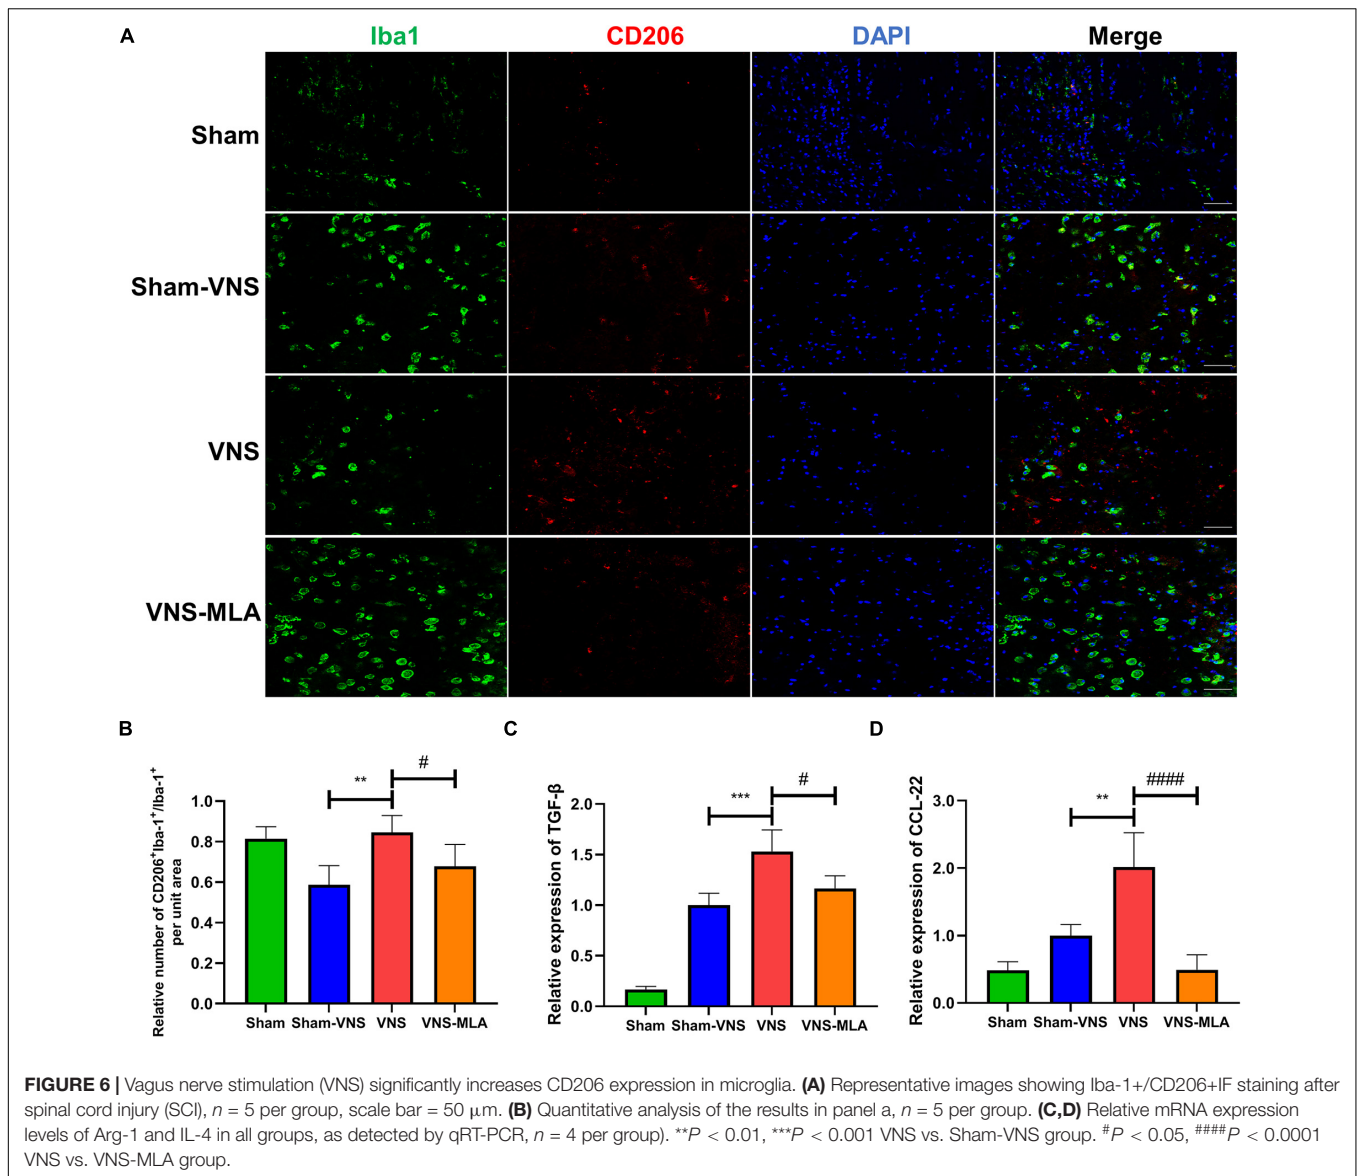 A
Iba1 CD206 DAPI Merge
Sham
Sham-VNS
VNS
VNS-MLA
B
Relative number of CD206⁺Iba-1⁺/Iba-1⁺
per unit area
1.0
0.8
0.6
0.4
0.2
0.0
**
#
Sham Sham-VNS VNS VNS-MLA
C
Relative expression of TGF-β
2.0
1.5
1.0
0.5
0.0
***
#
Sham Sham-VNS VNS VNS-MLA
D
Relative expression of CCL-22
3.0
2.0
1.0
0.0
**
####
Sham Sham-VNS VNS VNS-MLA
FIGURE 6 | Vagus nerve stimulation (VNS) significantly increases CD206 expression in microglia. (A) Representative images showing Iba-1+/CD206+IF staining after
spinal cord injury (SCI), n = 5 per group, scale bar = 50 μm. (B) Quantitative analysis of the results in panel a, n = 5 per group. (C,D) Relative mRNA expression
levels of Arg-1 and IL-4 in all groups, as detected by qRT-PCR, n = 4 per group). **P < 0.01, ***P < 0.001 VNS vs. Sham-VNS group. #P < 0.05, ####P < 0.0001
VNS vs. VNS-MLA group.